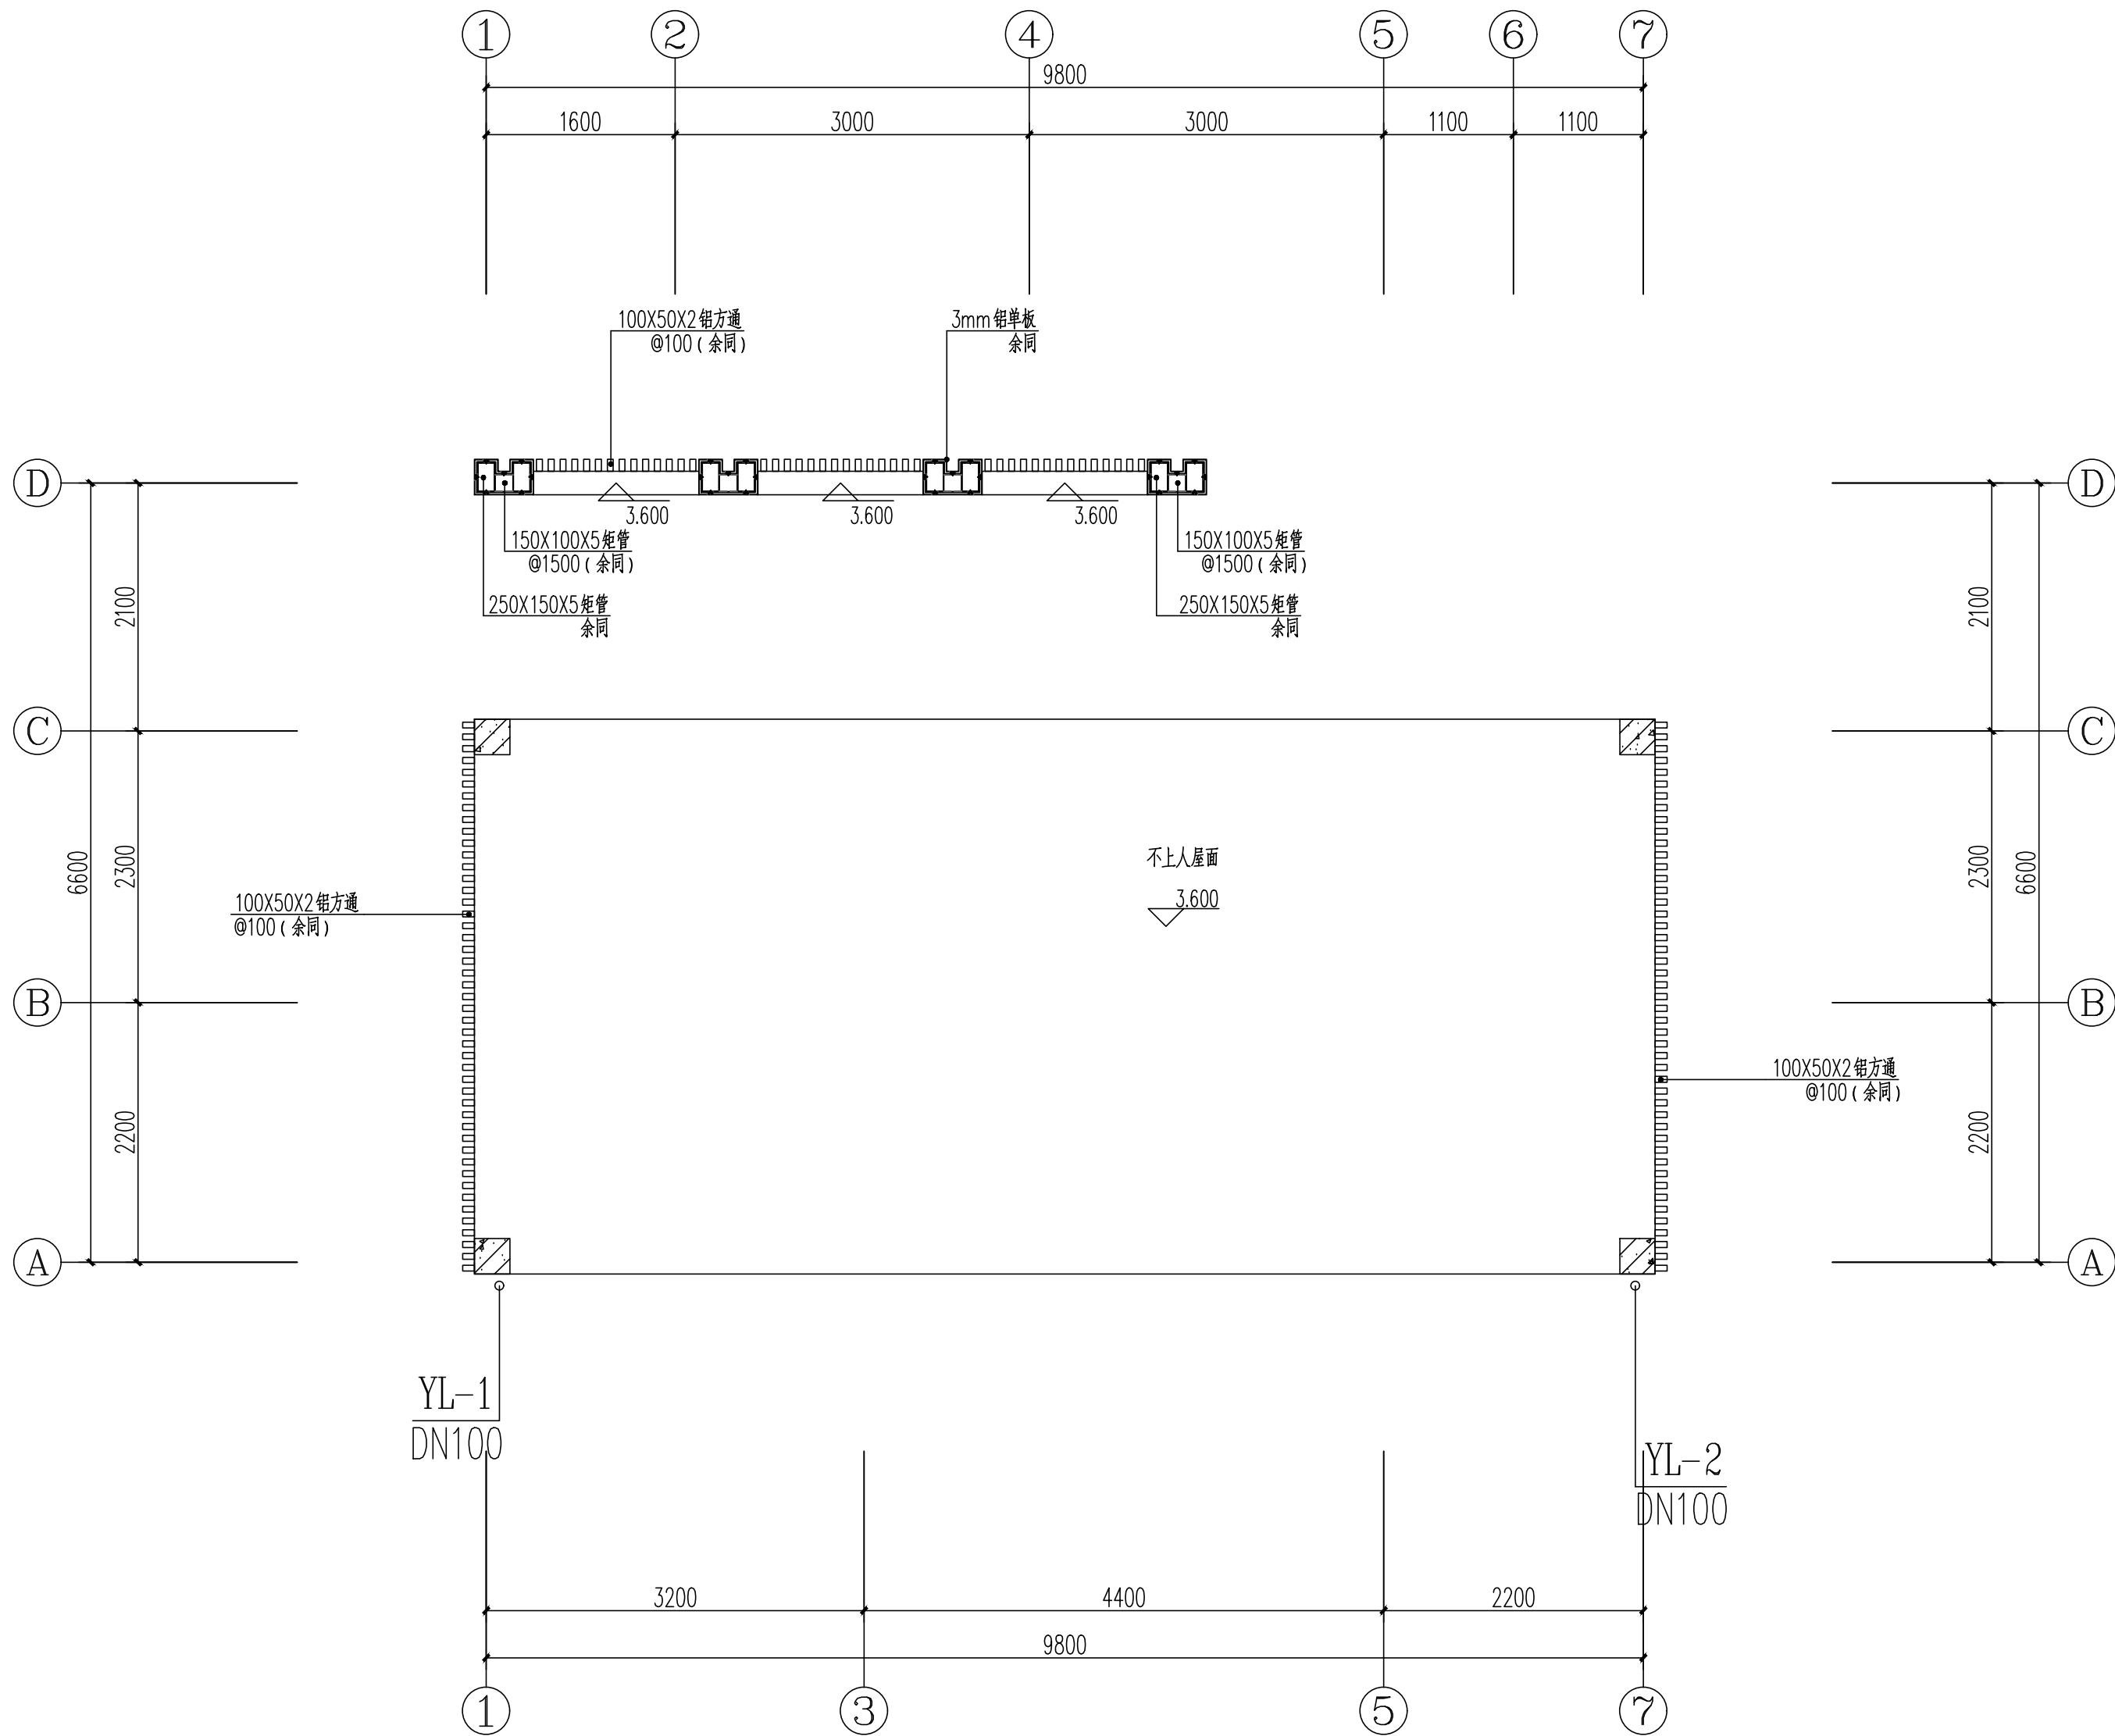 1
2
4
5
6
7
9800
1600
3000
3000
1100
1100
100X50X2铝方通
@100(余同)
3mm铝单板
余同
D
D
3.600
3.600
3.600
150X100X5矩管
@1500(余同)
150X100X5矩管
@1500(余同)
250X150X5矩管
余同
250X150X5矩管
余同
2100
2100
C
C
6600
2300
不上人屋面
3.600
2300
6600
100X50X2铝方通
@100(余同)
B
B
100X50X2铝方通
@100(余同)
2200
2200
A
A
YL-1
DN100
YL-2
DN100
3200
4400
2200
9800
1
3
5
7